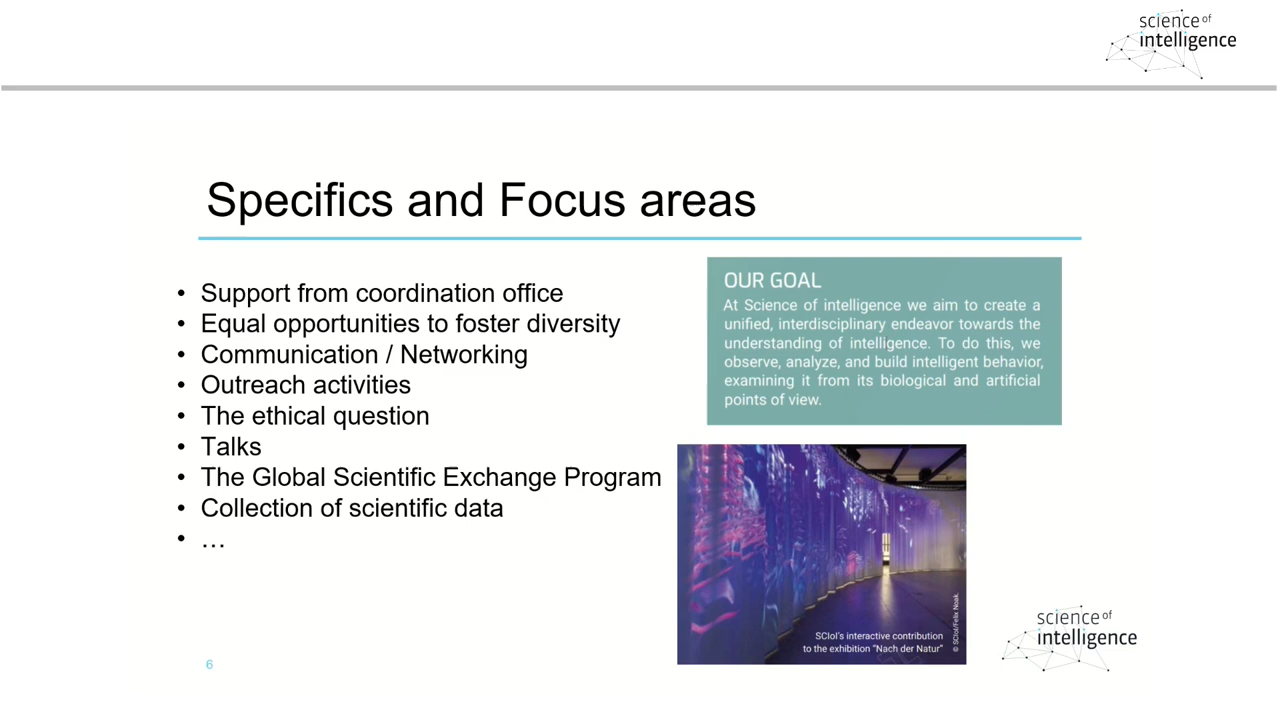 science of
intelligence
Specifics and Focus areas
• Support from coordination office
• Equal opportunities to foster diversity
• Communication / Networking
• Outreach activities
• The ethical question
• Talks
• The Global Scientific Exchange Program
• Collection of scientific data
• …
OUR GOAL
At Science of intelligence we aim to create a
unified, interdisciplinary endeavor towards the
understanding of intelligence. To do this, we
observe, analyze, and build intelligent behavior,
examining it from its biological and artificial
points of view.
SCIoI's interactive contribution
to the exhibition "Nach der Natur"
© SCIoI/Felix Noak.
science of
intelligence
6